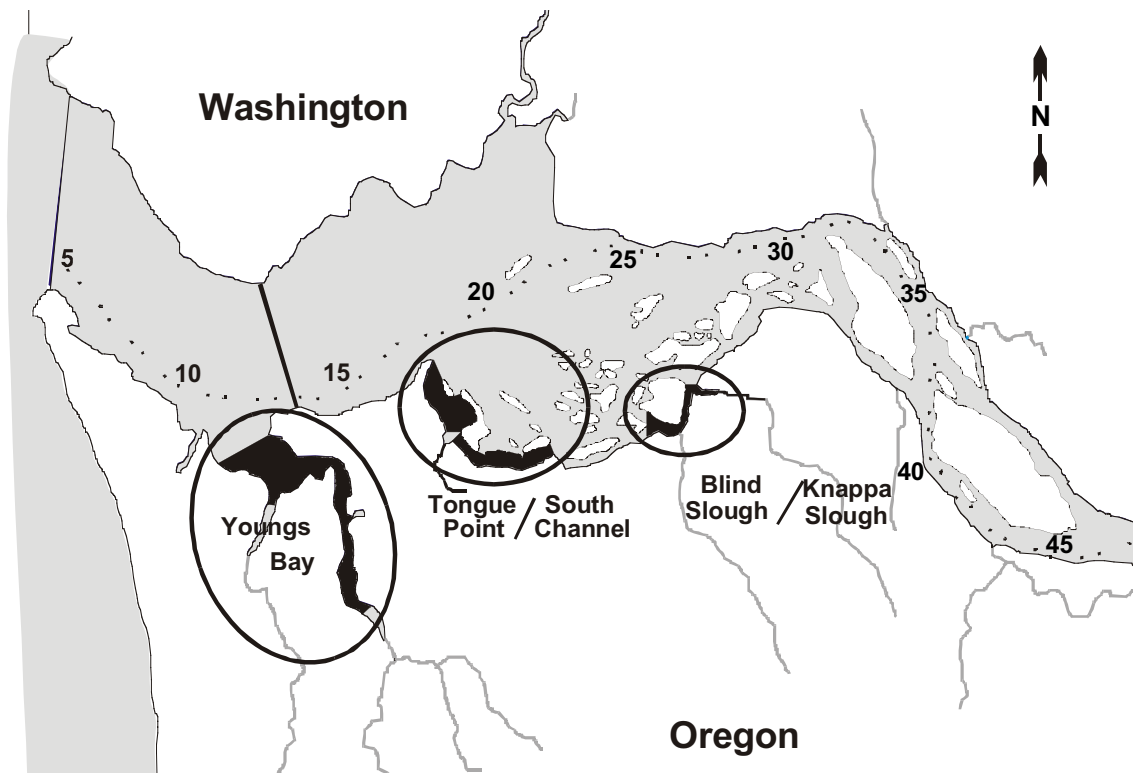 Washington
N
5
10
15
20
25
30
35
40
45
Youngs
Bay
Tongue / South
Point Channel
Blind / Knappa
Slough Slough
Oregon